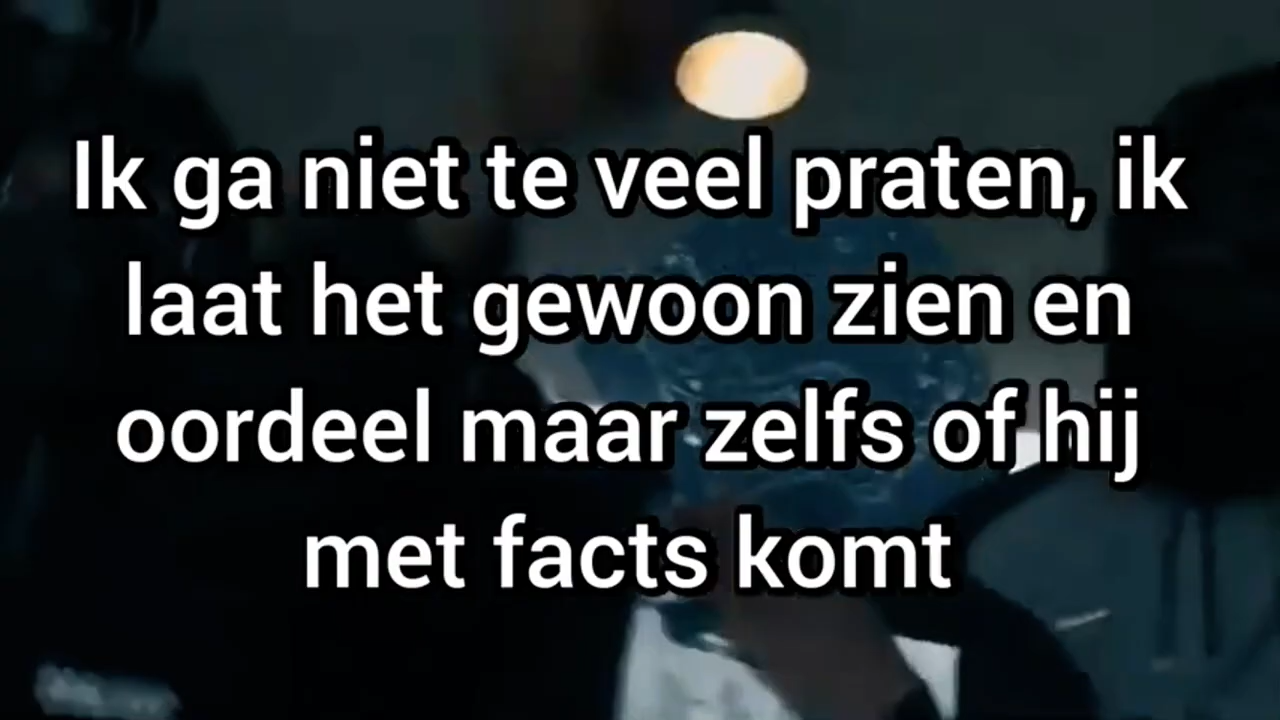 Ik ga niet te veel praten, ik
laat het gewoon zien en
oordeel maar zelfs of hij
met facts komt